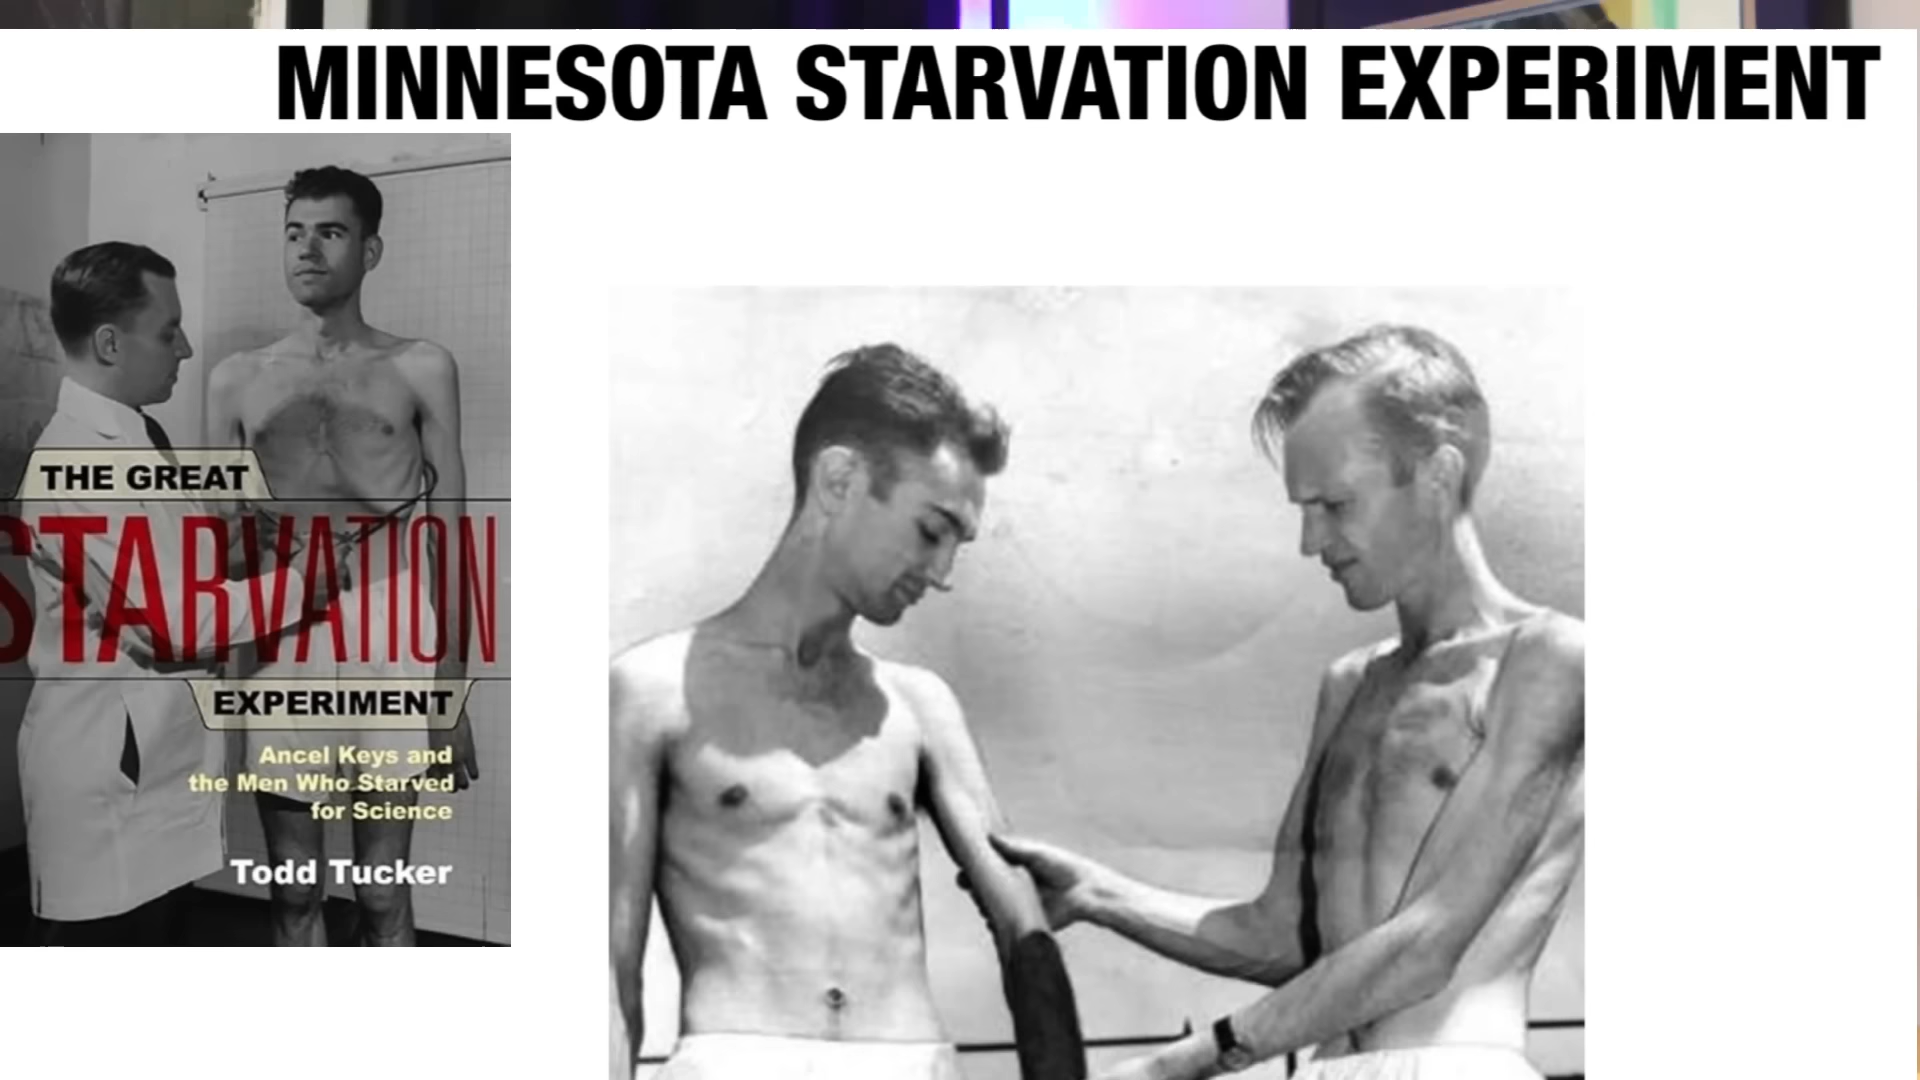 MINNESOTA STARVATION EXPERIMENT
THE GREAT
STARVATION
EXPERIMENT
Ancel Keys and
the Men Who Starved
for Science
Todd Tucker